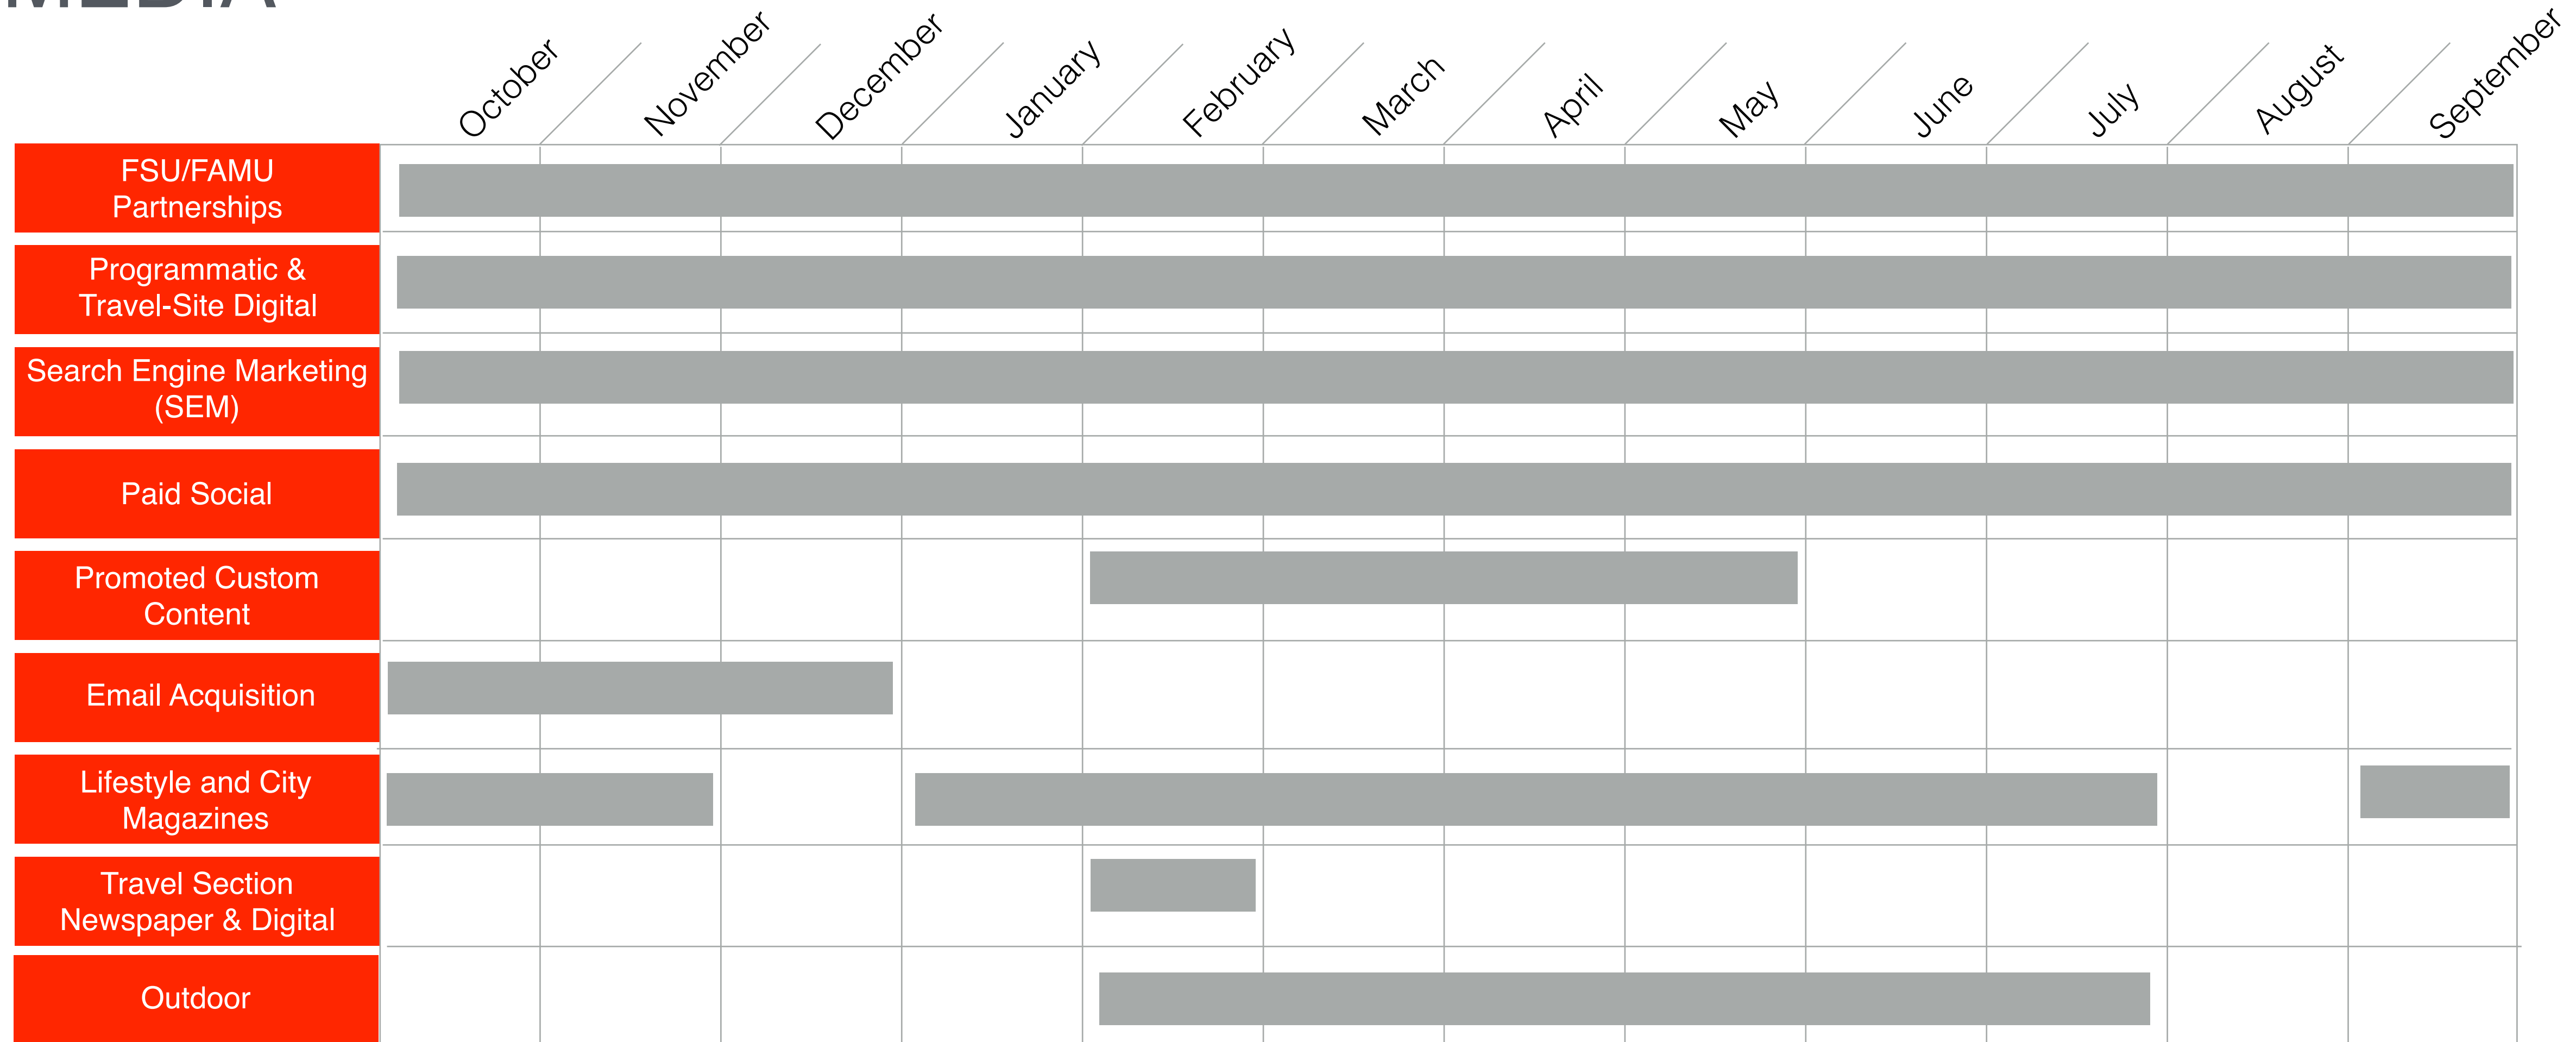 MEDIA
October
November
December
January
February
March
April
May
June
July
August
September
FSU/FAMU
Partnerships
Programmatic &
Travel-Site Digital
Search Engine Marketing
(SEM)
Paid Social
Promoted Custom
Content
Email Acquisition
Lifestyle and City
Magazines
Travel Section
Newspaper & Digital
Outdoor